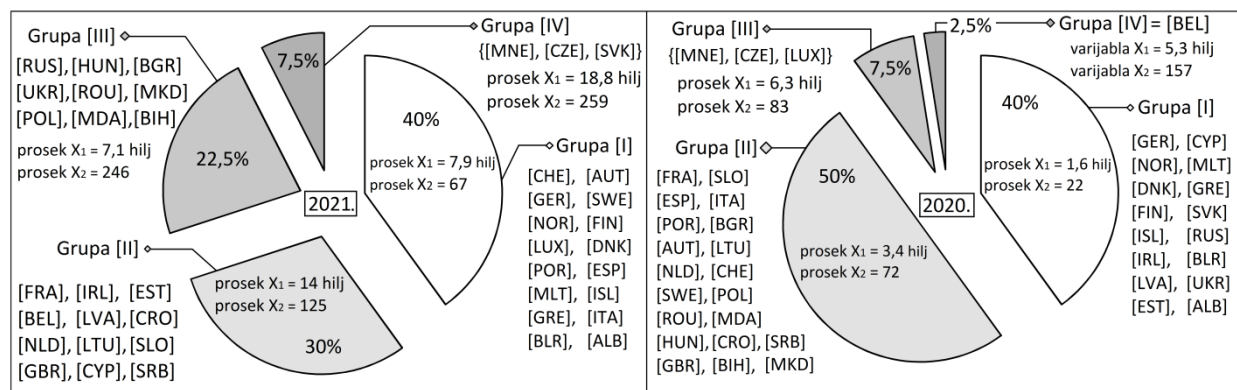 Grupa [III]
[RUS], [HUN], [BGR]
[UKR], [ROU], [MKD]
[POL], [MDA], [BIH]
prosek X₁ = 7,1 hilj
prosek X₂ = 246
22,5%
7,5%
Grupa [IV]
{[MNE], [CZE], [SVK]}
prosek X₁ = 18,8 hilj
prosek X₂ = 259
40%
prosek X₁ = 7,9 hilj
prosek X₂ = 67
Grupa [I]
[CHE], [AUT]
[GER], [SWE]
[NOR], [FIN]
[LUX], [DNK]
[POR], [ESP]
[MLT], [ISL]
[GRE], [ITA]
[BLR], [ALB]
2021.
Grupa [II]
[FRA], [IRL], [EST]
[BEL], [LVA], [CRO]
[NLD], [LTU], [SLO]
[GBR], [CYP], [SRB]
prosek X₁ = 14 hilj
prosek X₂ = 125
30%
Grupa [III]
{[MNE], [CZE], [LUX]}
prosek X₁ = 6,3 hilj
prosek X₂ = 83
7,5%
2,5%
Grupa [IV] = [BEL]
varijabla X₁ = 5,3 hilj
varijabla X₂ = 157
40%
prosek X₁ = 1,6 hilj
prosek X₂ = 22
Grupa [I]
[GER], [CYP]
[NOR], [MLT]
[DNK], [GRE]
[FIN], [SVK]
[ISL], [RUS]
[IRL], [BLR]
[LVA], [UKR]
[EST], [ALB]
2020.
Grupa [II]
[FRA], [SLO]
[ESP], [ITA]
[POR], [BGR]
[AUT], [LTU]
[NLD], [CHE]
[SWE], [POL]
[ROU], [MDA]
[HUN], [CRO], [SRB]
[GBR], [BIH], [MKD]
50%
prosek X₁ = 3,4 hilj
prosek X₂ = 72